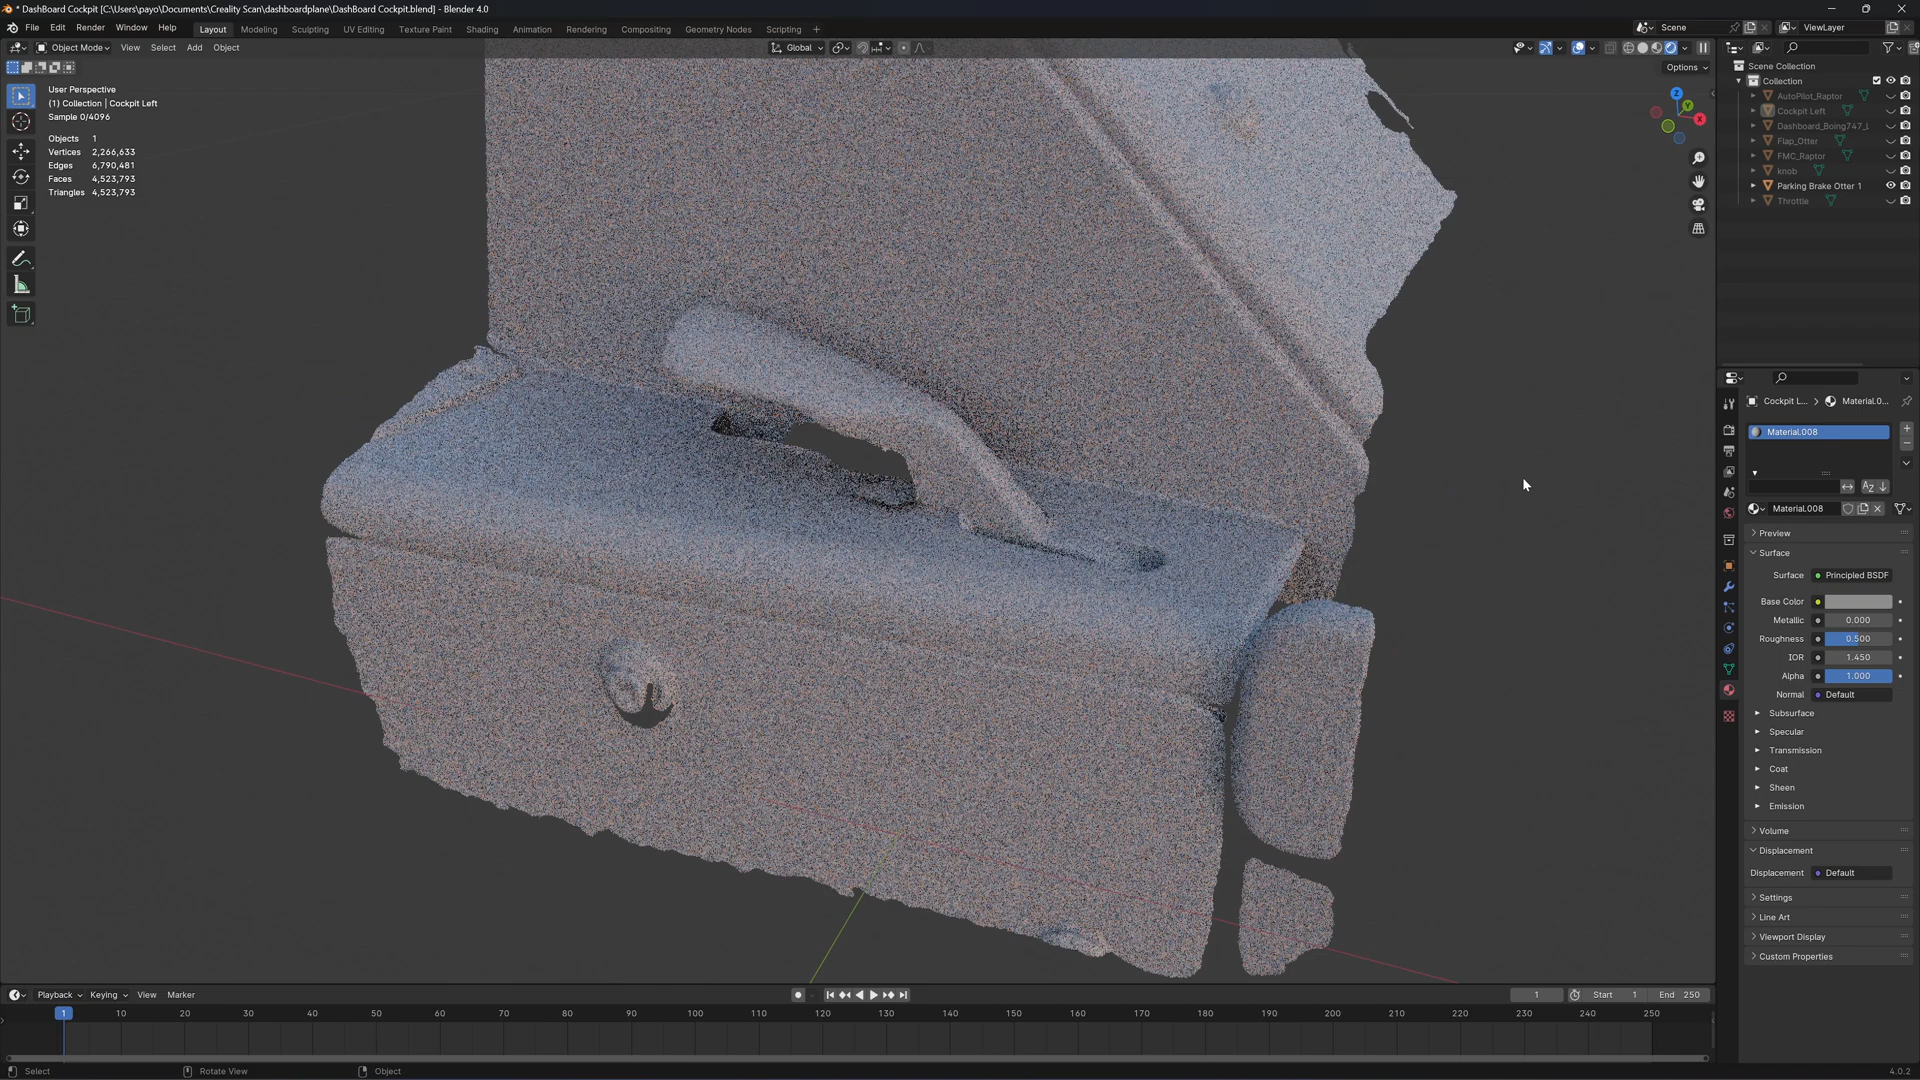 * DashBoard Cockpit [C:\Users\payo\Documents\Creality Scan\dashboardplane\DashBoard Cockpit.blend] - Blender 4.0
File Edit Render Window Help Layout Modeling Sculpting UV Editing Texture Paint Shading Animation Rendering Compositing Geometry Nodes Scripting + Scene ViewLayer
Object Mode View Select Add Object Global
Options
User Perspective
(1) Collection | Cockpit Left
Sample 0/4096
Objects 1
Vertices 2,266,633
Edges 6,790,481
Faces 4,523,793
Triangles 4,523,793
Z
Y
X
Scene Collection
Collection
AutoPilot_Raptor
Cockpit Left
Dashboard_Boing747_L
Flap_Otter
FMC_Raptor
knob
Parking Brake Otter 1
Throttle
Cockpit L... > Material.0...
Material.008
Material.008
Preview
Surface
Surface Principled BSDF
Base Color
Metallic 0.000
Roughness 0.500
IOR 1.450
Alpha 1.000
Normal Default
Subsurface
Specular
Transmission
Coat
Sheen
Emission
Volume
Displacement
Displacement Default
Settings
Line Art
Viewport Display
Custom Properties
Playback Keying View Marker 1 Start 1 End 250
1 10 20 30 40 50 60 70 80 90 100 110 120 130 140 150 160 170 180 190 200 210 220 230 240 250
Select Rotate View Object 4.0.2